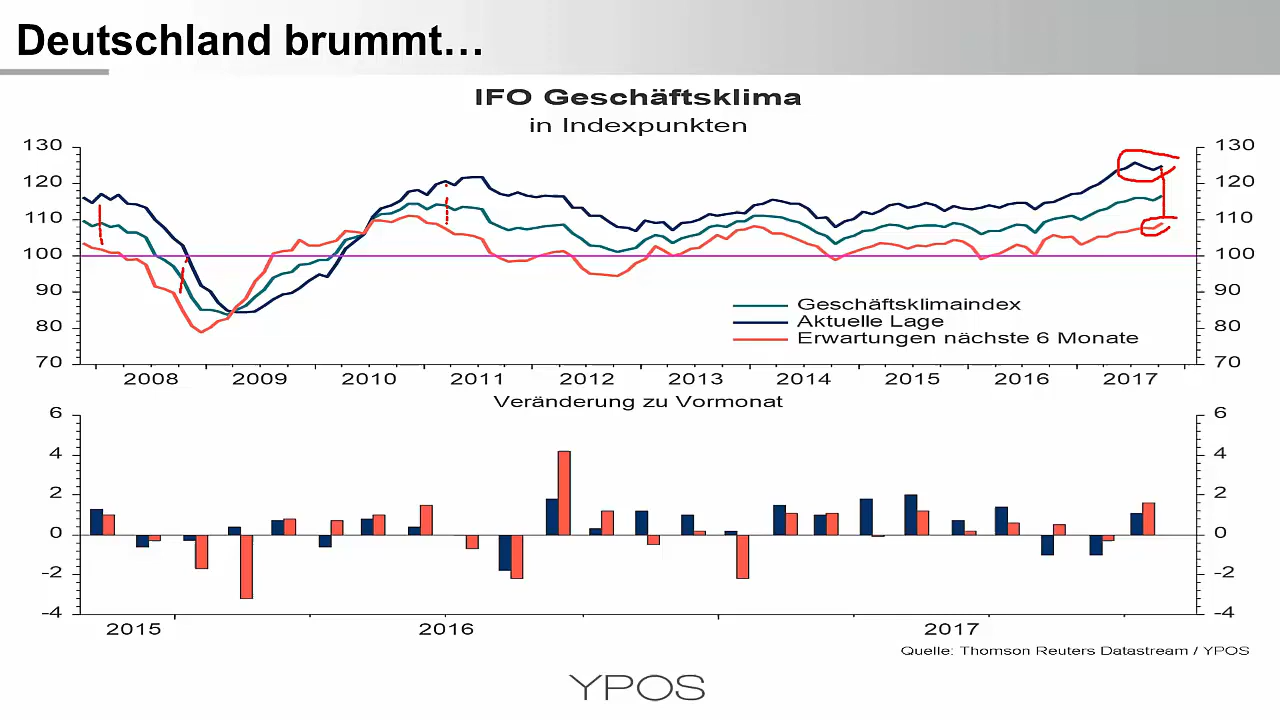 Deutschland brummt…
IFO Geschäftsklima
in Indexpunkten
130 130
120 120
110 110
100 100
90 90
80 80
70 70
Geschäftsklimaindex
Aktuelle Lage
Erwartungen nächste 6 Monate
2008 2009 2010 2011 2012 2013 2014 2015 2016 2017
Veränderung zu Vormonat
6 6
4 4
2 2
0 0
-2 -2
-4 -4
2015 2016 2017
Quelle: Thomson Reuters Datastream / YPOS
YPOS